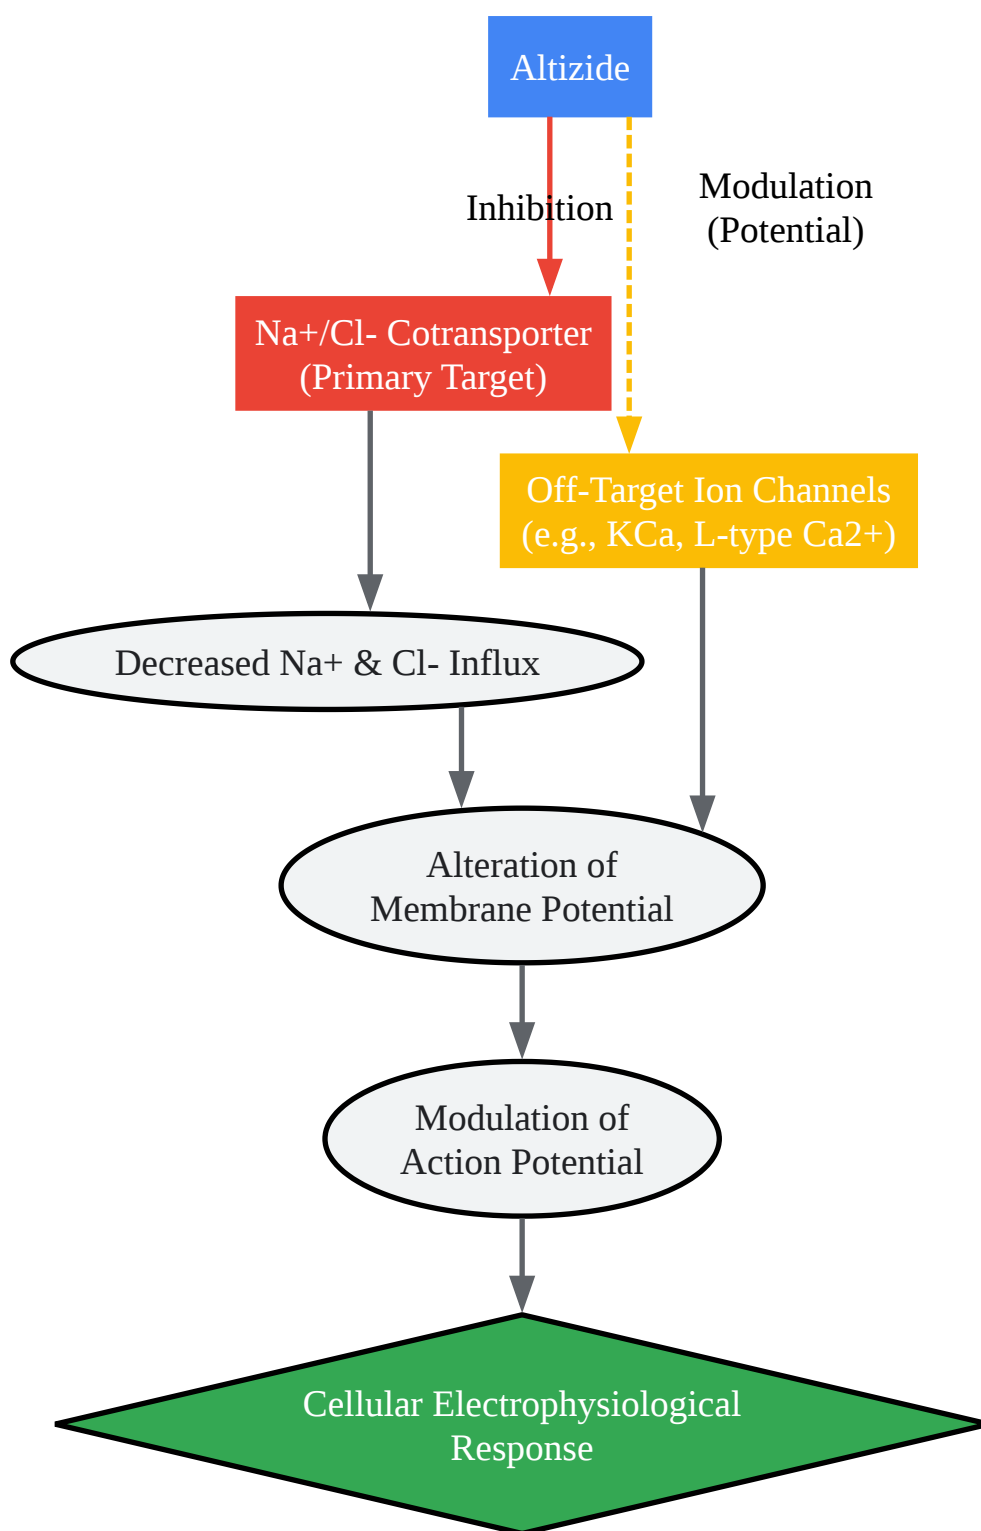 Altizide
Inhibition
Modulation
(Potential)
Na+/Cl- Cotransporter
(Primary Target)
Off-Target Ion Channels
(e.g., KCa, L-type Ca2+)
Decreased Na+ & Cl- Influx
Alteration of
Membrane Potential
Modulation of
Action Potential
Cellular Electrophysiological
Response